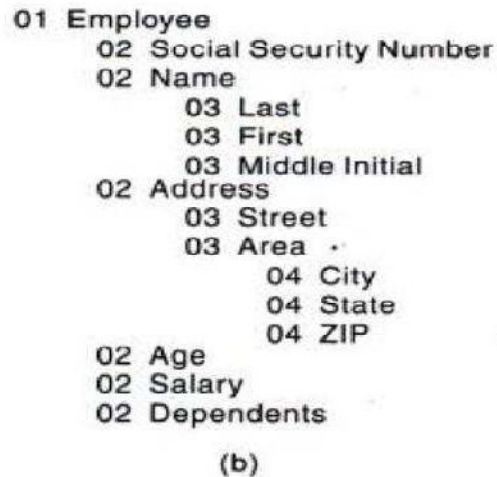 01 Employee
02 Social Security Number
02 Name
03 Last
03 First
03 Middle Initial
02 Address
03 Street
03 Area
04 City
04 State
04 ZIP
02 Age
02 Salary
02 Dependents
(b)